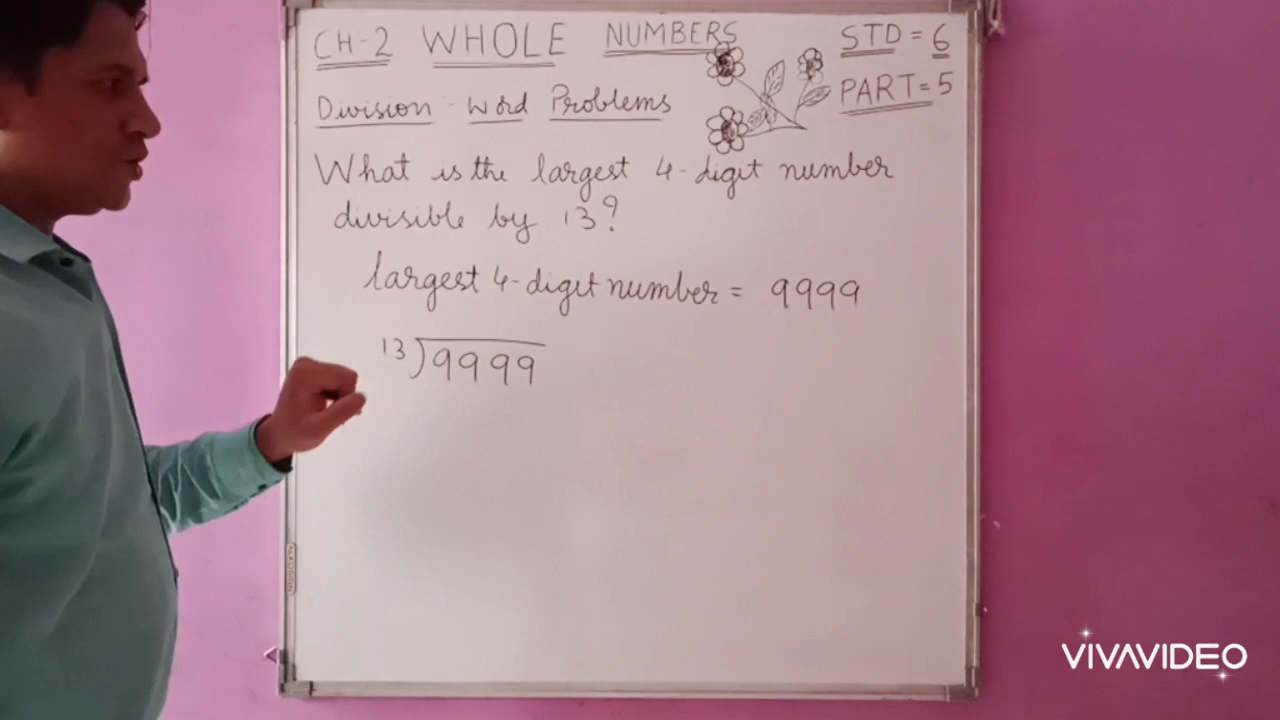 CH-2 WHOLE NUMBERS STD = 6
PART = 5
Division - Word Problems
What is the largest 4-digit number
divisible by 13?
largest 4-digit number = 9999
13)9999
VIVAVIDEO